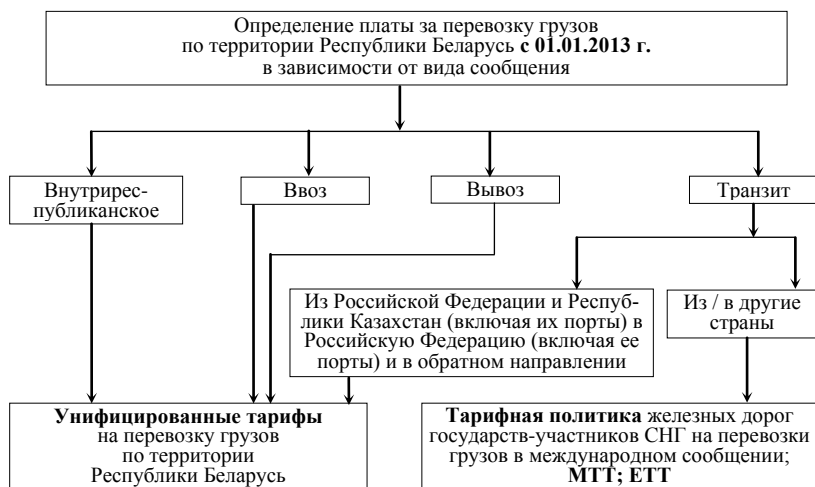 Определение платы за перевозку грузов
по территории Республики Беларусь с 01.01.2013 г.
в зависимости от вида сообщения
Внутрирес-
публиканское
Ввоз
Вывоз
Транзит
Из Российской Федерации и Респуб-
лики Казахстан (включая их порты) в
Российскую Федерацию (включая ее
порты) и в обратном направлении
Из / в другие
страны
Унифицированные тарифы
на перевозку грузов
по территории
Республики Беларусь
Тарифная политика железных дорог
государств-участников СНГ на перевозки
грузов в международном сообщении;
МТТ; ЕТТ